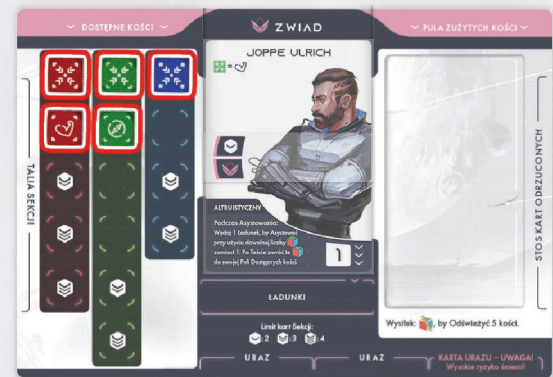 DOSTĘPNE KOŚCI
ZWIAD
PULA ZUŻYTYCH KOŚCI
TALIA SEKCJI
JOPPE ULRICH
=
ALTRUISTYCZNY
Podczas Asystowania:
Wydaj 1 Ładunek, by Asystować
przy użyciu dowolnej liczby
zamiast 1. Po Teście zwróć te
do swojej Puli Dostępnych kości.
1
STOS KART ODRZUCONYCH
ŁADUNKI
Limit kart Sekcji:
:2 :3 :4
Wysiłek: , by Odświeżyć 5 kości.
URAZ
URAZ
KARTA URAZU – UWAGA!
Wysokie ryzyko śmierci!